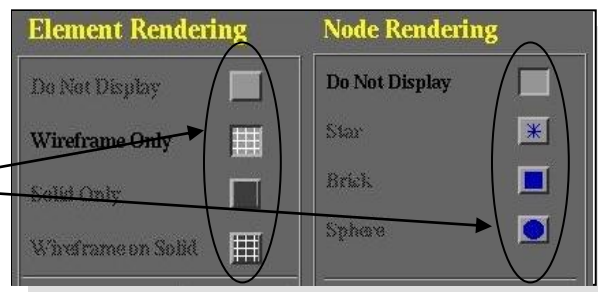 Element Rendering
Do Not Display
Wireframe Only
Solid Only
Wireframe on Solid
Node Rendering
Do Not Display
Star
Brick
Sphere